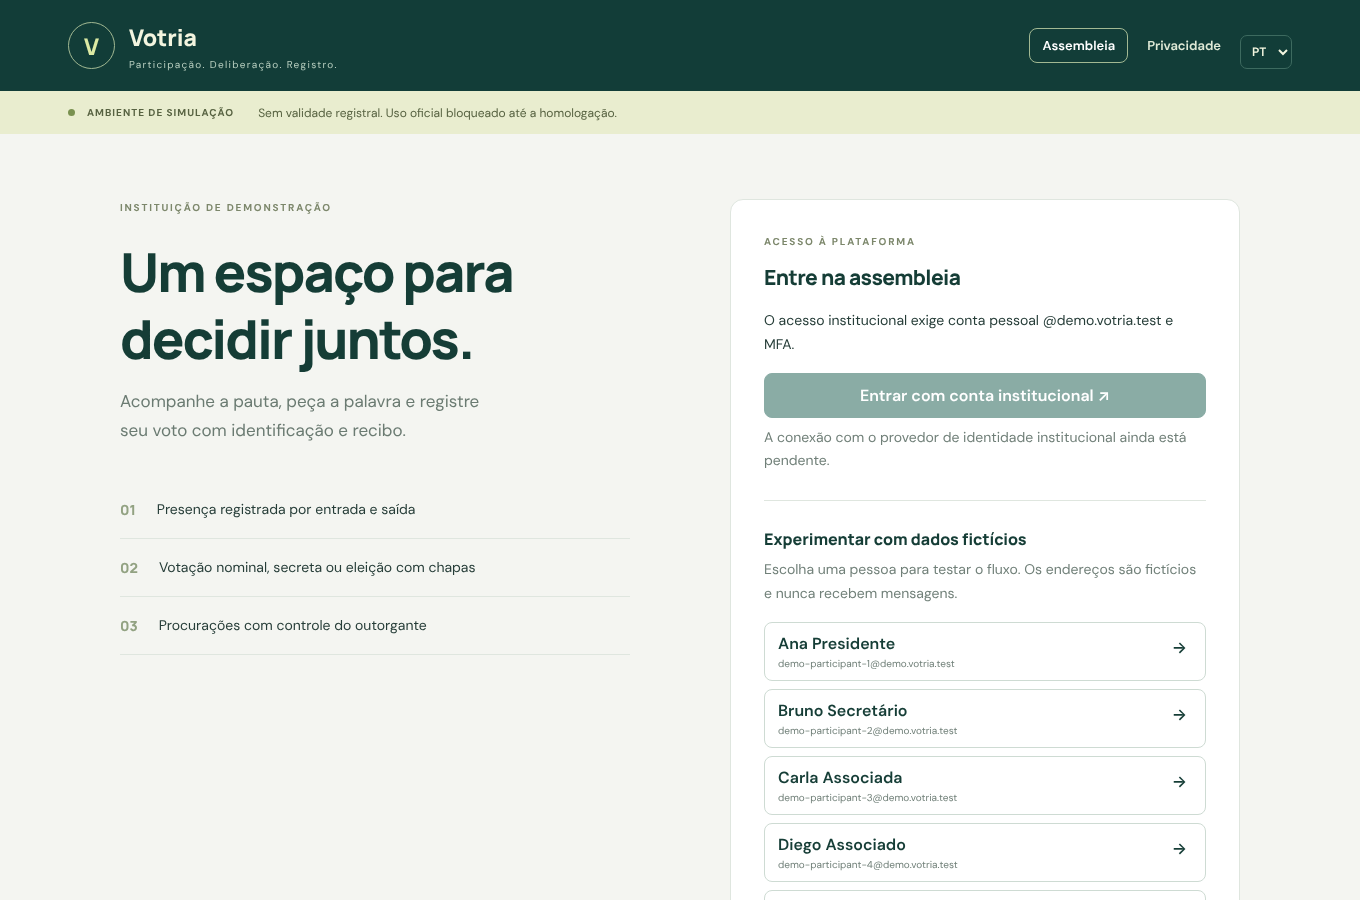 V
Votria
Participação. Deliberação. Registro.
Assembleia
Privacidade
PT
AMBIENTE DE SIMULAÇÃO
Sem validade registral. Uso oficial bloqueado até a homologação.
INSTITUIÇÃO DE DEMONSTRAÇÃO
Um espaço para
decidir juntos.
Acompanhe a pauta, peça a palavra e registre
seu voto com identificação e recibo.
01 Presença registrada por entrada e saída
02 Votação nominal, secreta ou eleição com chapas
03 Procurações com controle do outorgante
ACESSO À PLATAFORMA
Entre na assembleia
O acesso institucional exige conta pessoal @demo.votria.test e
MFA.
Entrar com conta institucional ↗
A conexão com o provedor de identidade institucional ainda está
pendente.
Experimentar com dados fictícios
Escolha uma pessoa para testar o fluxo. Os endereços são fictícios
e nunca recebem mensagens.
Ana Presidente →
demo-participant-1@demo.votria.test
Bruno Secretário →
demo-participant-2@demo.votria.test
Carla Associada →
demo-participant-3@demo.votria.test
Diego Associado →
demo-participant-4@demo.votria.test